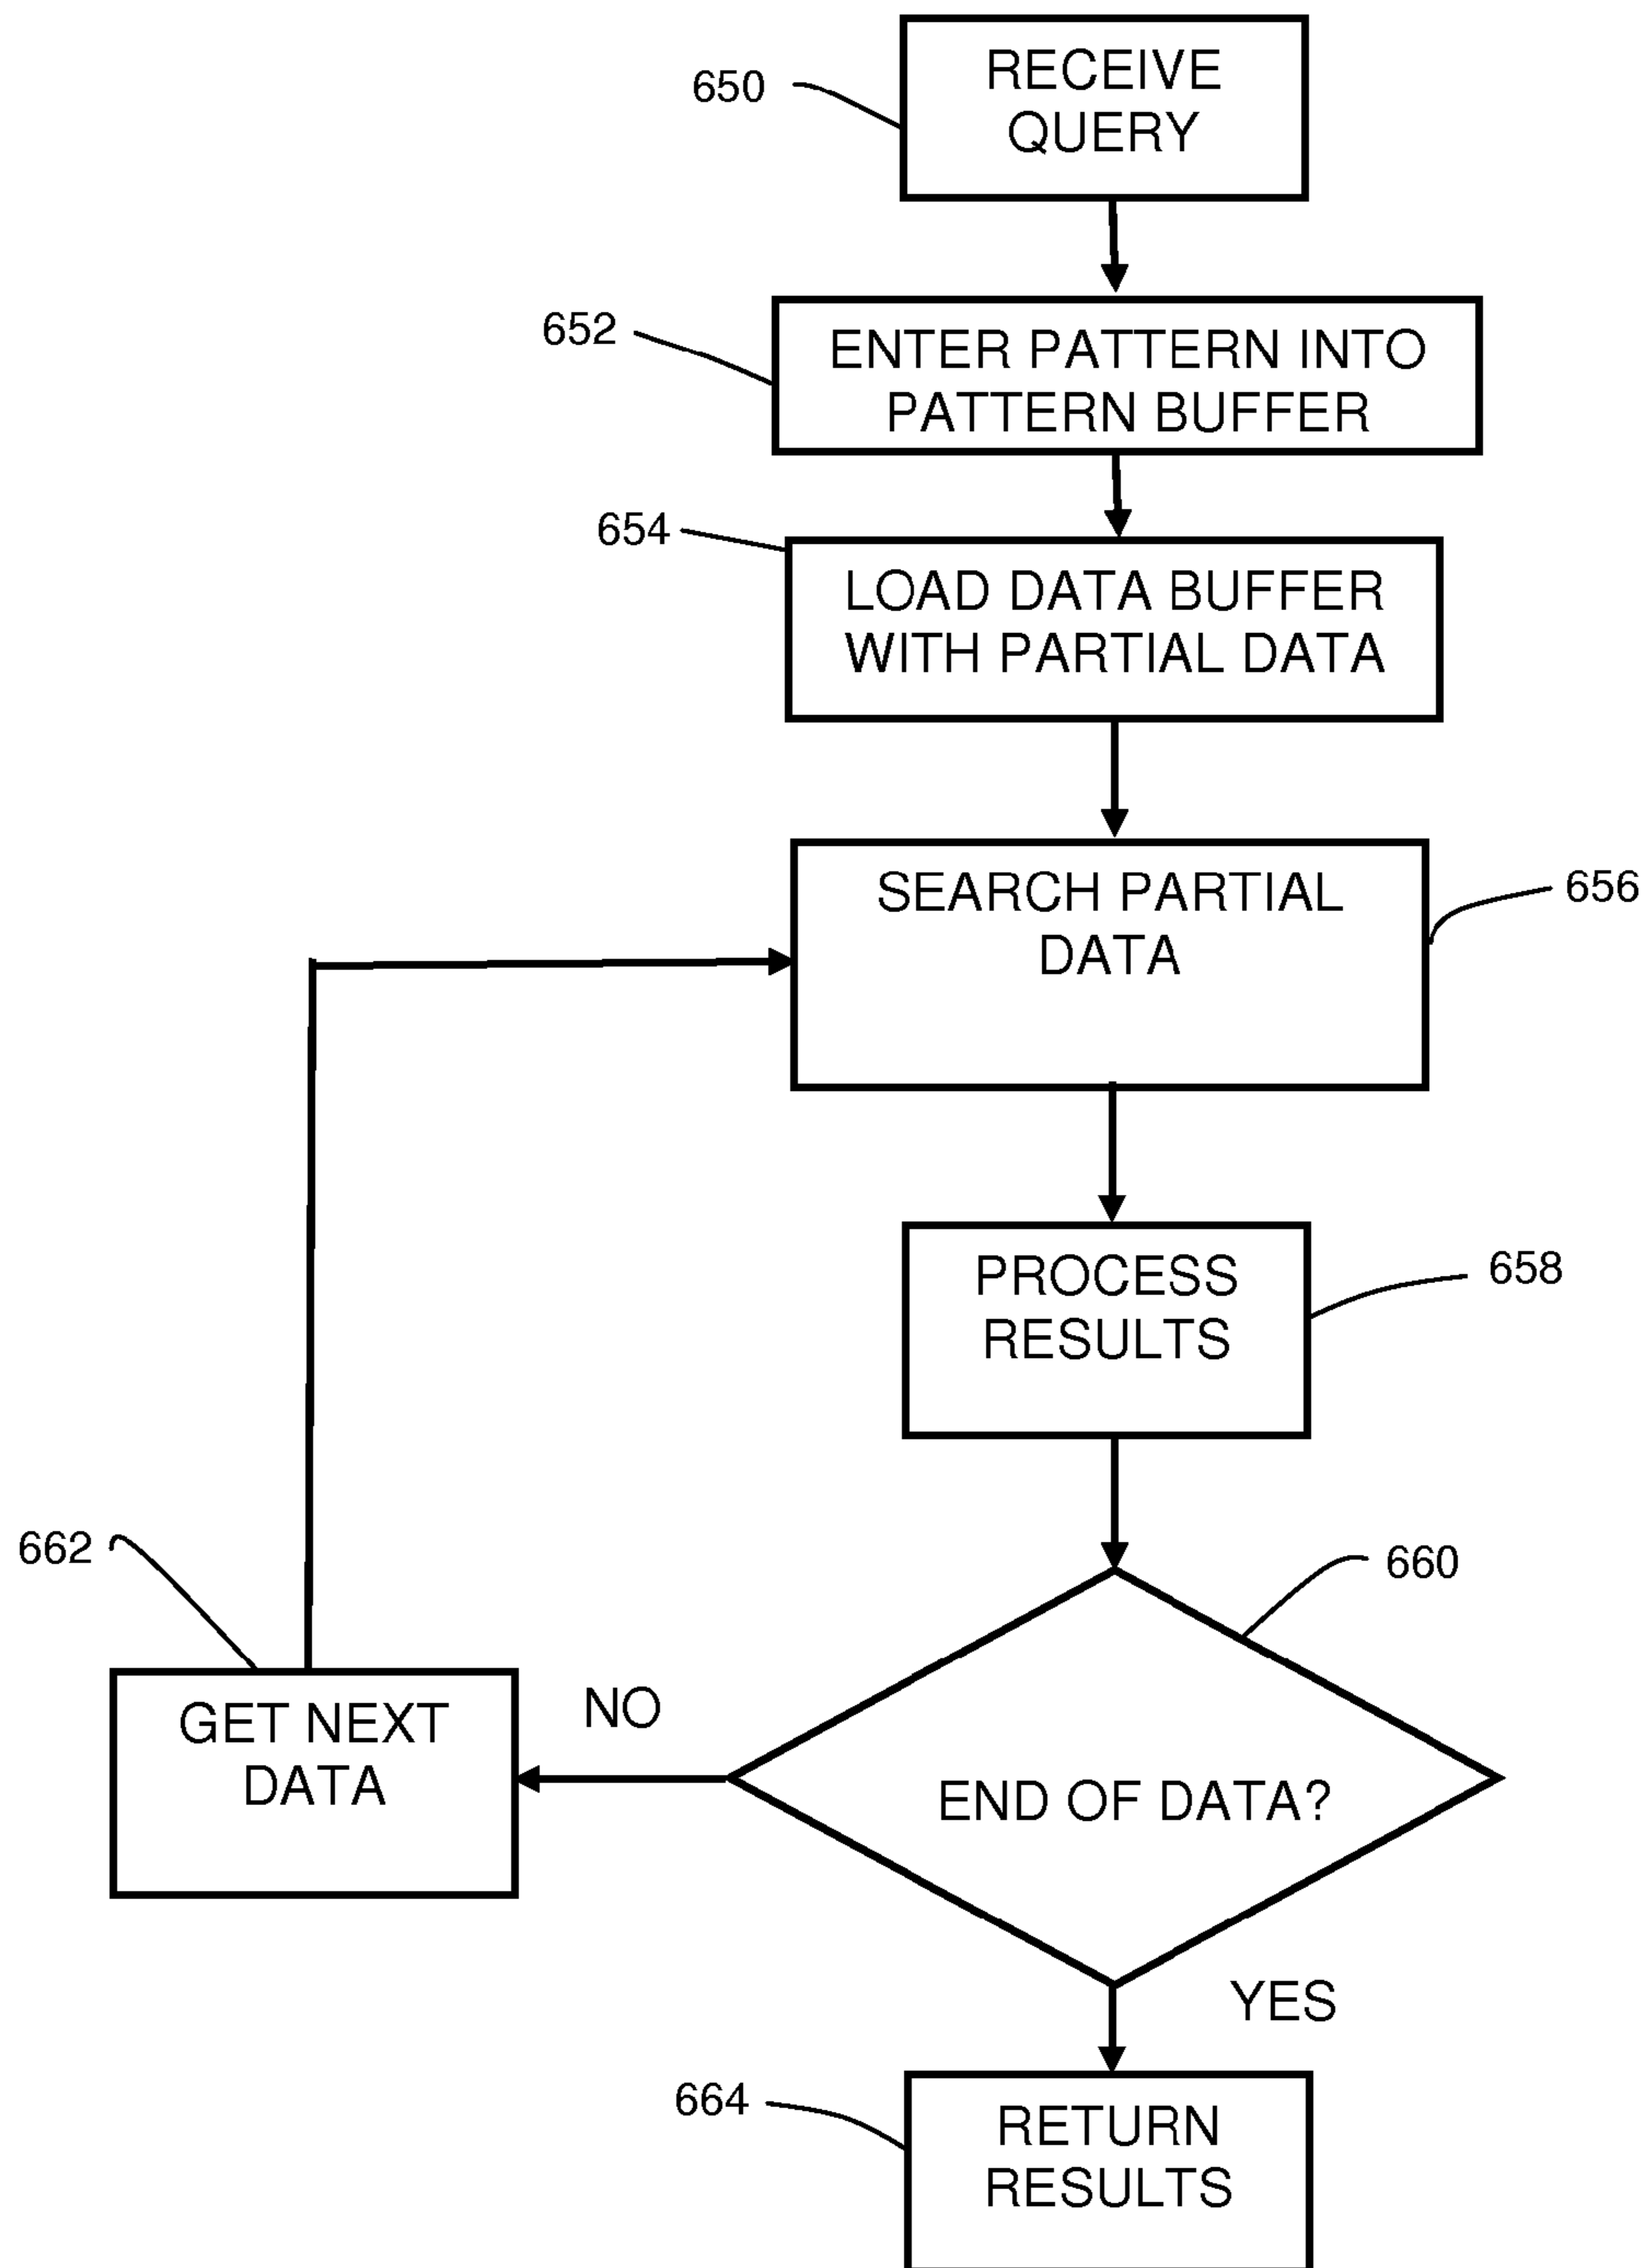 650
RECEIVE
QUERY
652
ENTER PATTERN INTO
PATTERN BUFFER
654
LOAD DATA BUFFER
WITH PARTIAL DATA
SEARCH PARTIAL
DATA
656
PROCESS
RESULTS
658
662
660
GET NEXT
DATA
NO
END OF DATA?
YES
664
RETURN
RESULTS